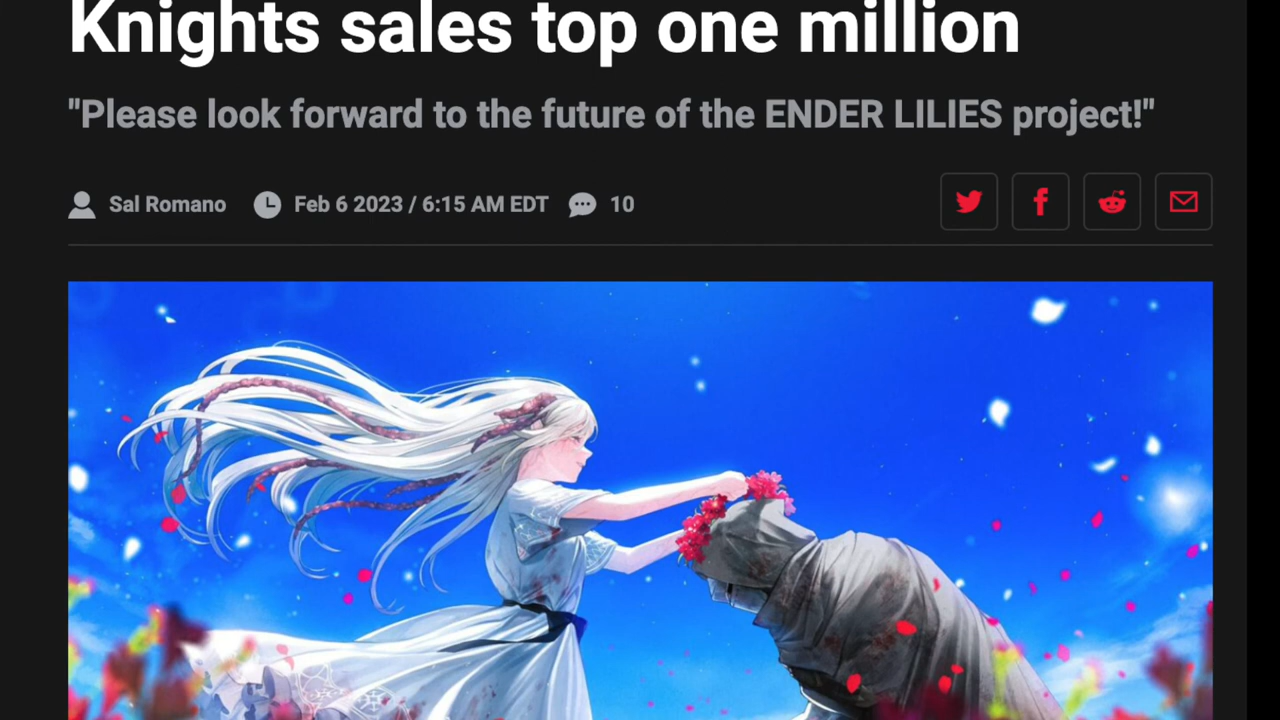 Knights sales top one million
"Please look forward to the future of the ENDER LILIES project!"
Sal Romano Feb 6 2023 / 6:15 AM EDT 10